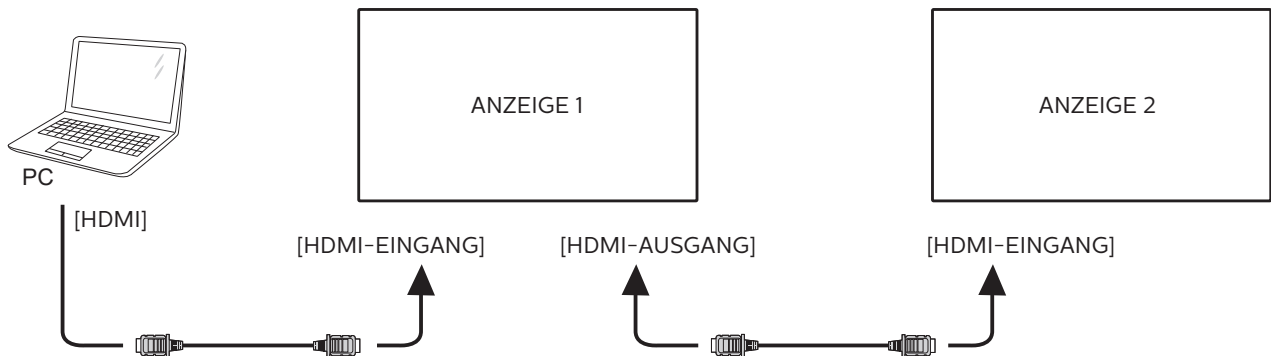 ANZEIGE 1
ANZEIGE 2
PC
[HDMI]
[HDMI-EINGANG]
[HDMI-AUSGANG]
[HDMI-EINGANG]